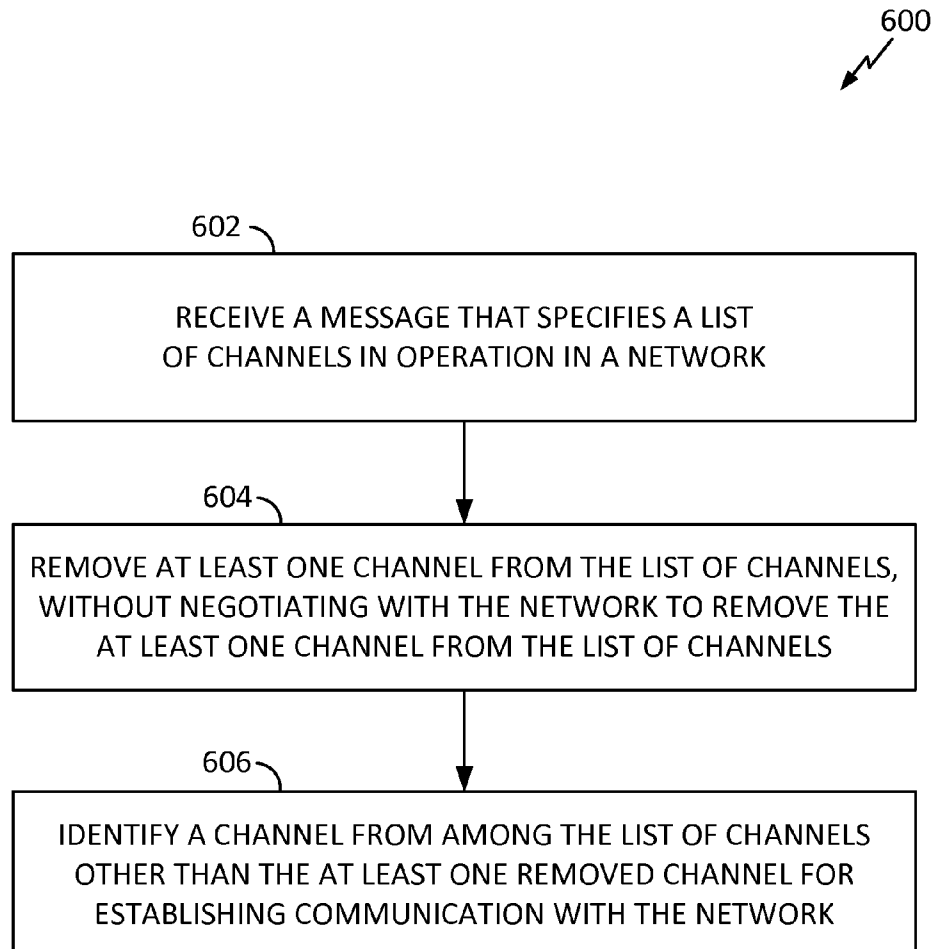 600
602
RECEIVE A MESSAGE THAT SPECIFIES A LIST
OF CHANNELS IN OPERATION IN A NETWORK
604
REMOVE AT LEAST ONE CHANNEL FROM THE LIST OF CHANNELS,
WITHOUT NEGOTIATING WITH THE NETWORK TO REMOVE THE
AT LEAST ONE CHANNEL FROM THE LIST OF CHANNELS
606
IDENTIFY A CHANNEL FROM AMONG THE LIST OF CHANNELS
OTHER THAN THE AT LEAST ONE REMOVED CHANNEL FOR
ESTABLISHING COMMUNICATION WITH THE NETWORK